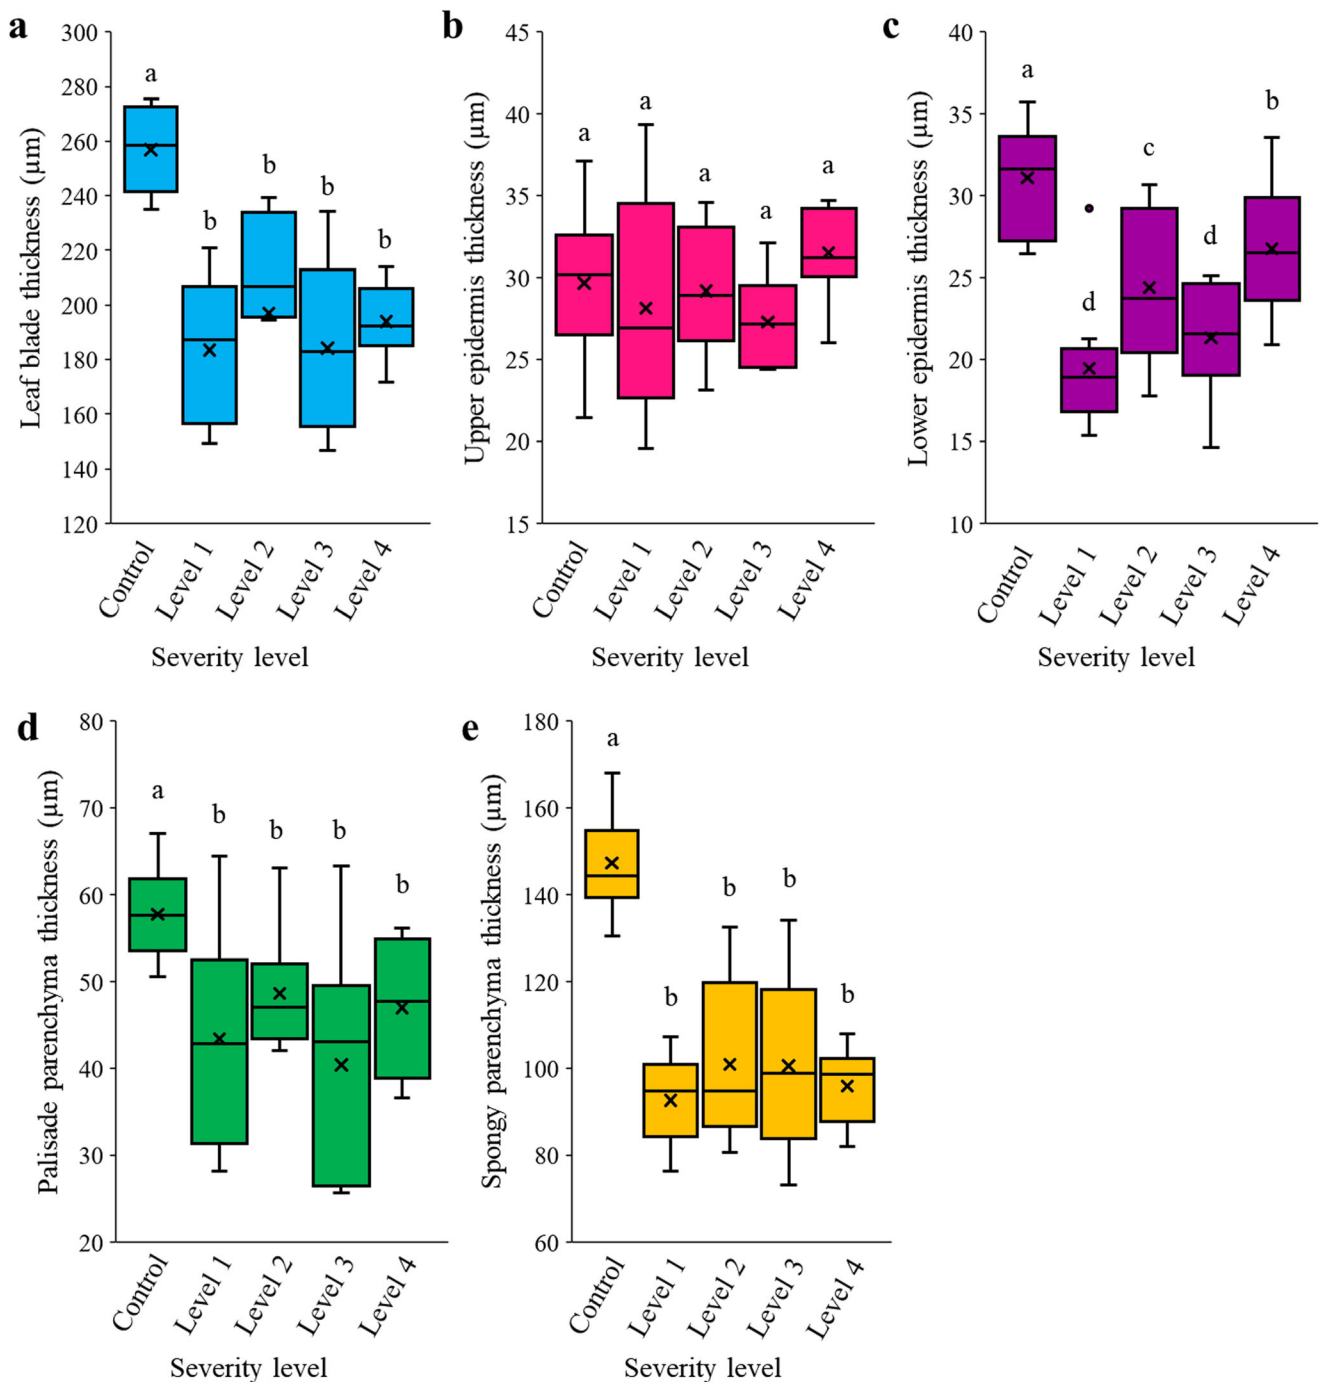 a
Leaf blade thickness (µm)
300
280
260
240
220
200
180
160
140
120
a
b
b
b
b
Control
Level 1
Level 2
Level 3
Level 4
Severity level
b
Upper epidermis thickness (µm)
45
40
35
30
25
20
15
a
a
a
a
a
Control
Level 1
Level 2
Level 3
Level 4
Severity level
c
Lower epidermis thickness (µm)
40
35
30
25
20
15
10
a
d
c
d
b
Control
Level 1
Level 2
Level 3
Level 4
Severity level
d
Palisade parenchyma thickness (µm)
80
70
60
50
40
30
20
a
b
b
b
b
Control
Level 1
Level 2
Level 3
Level 4
Severity level
e
Spongy parenchyma thickness (µm)
180
160
140
120
100
80
60
a
b
b
b
b
Control
Level 1
Level 2
Level 3
Level 4
Severity level